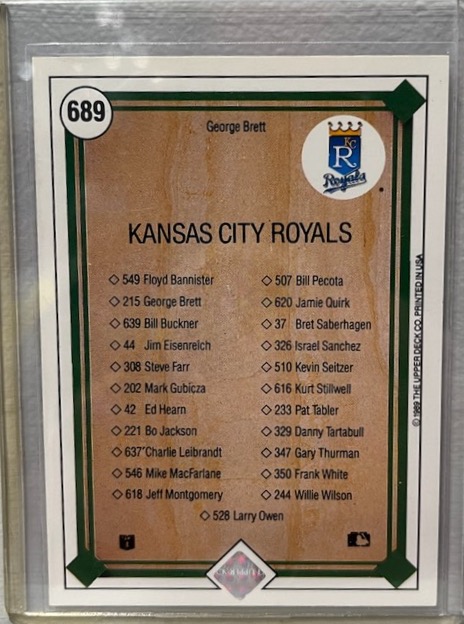 689
George Brett
KC
R
Royals
KANSAS CITY ROYALS
549 Floyd Bannister
215 George Brett
639 Bill Buckner
44 Jim Eisenreich
308 Steve Farr
202 Mark Gubicza
42 Ed Hearn
221 Bo Jackson
637 Charlie Leibrandt
546 Mike MacFarlane
618 Jeff Montgomery
507 Bill Pecota
620 Jamie Quirk
37 Bret Saberhagen
326 Israel Sanchez
510 Kevin Seitzer
616 Kurt Stillwell
233 Pat Tabler
329 Danny Tartabull
347 Gary Thurman
350 Frank White
244 Willie Wilson
528 Larry Owen
© 1989 THE UPPER DECK CO. PRINTED IN USA